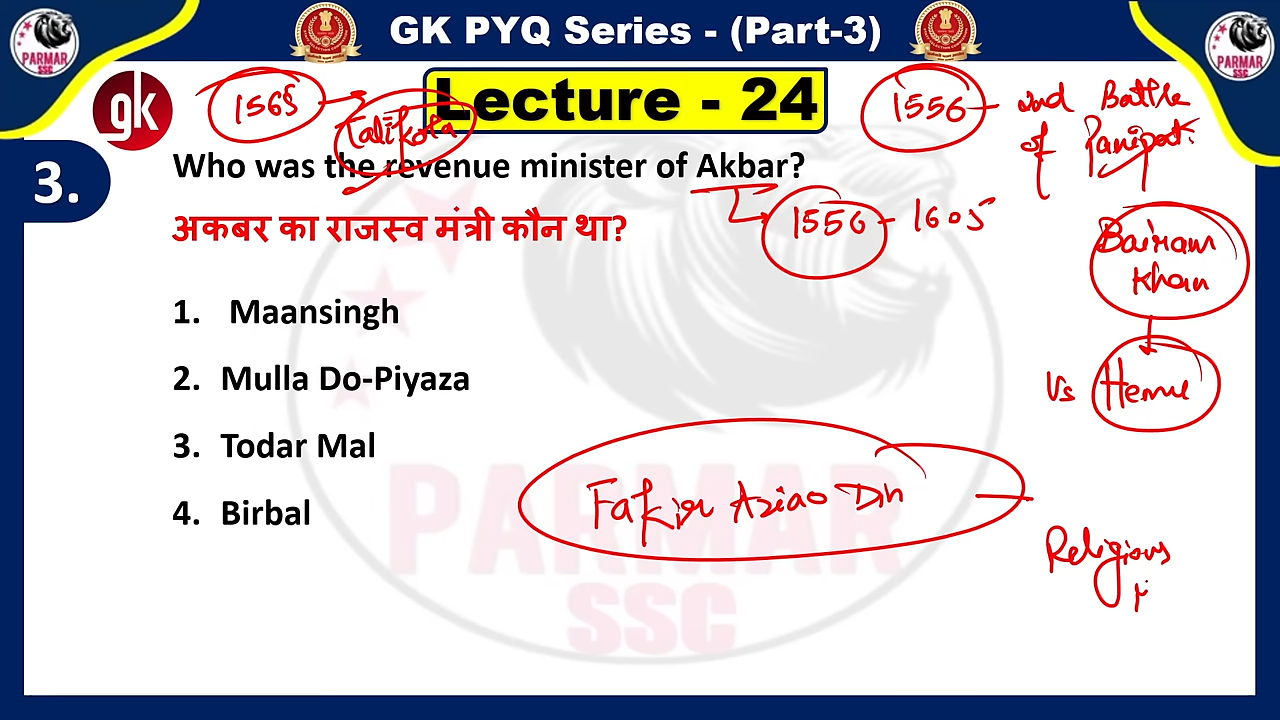 PARMAR
SSC
GK PYQ Series - (Part-3)
PARMAR
SSC
gk
Lecture - 24
1565
Talikota
1556 - 2nd Battle
of Panipat
3.
Who was the revenue minister of Akbar?
अकबर का राजस्व मंत्री कौन था?
1556 - 1605
Bairam
Khan
Vs Hemu
1. Maansingh
2. Mulla Do-Piyaza
3. Todar Mal
4. Birbal
Fakir Aziao Din
Religious
PARMAR
SSC